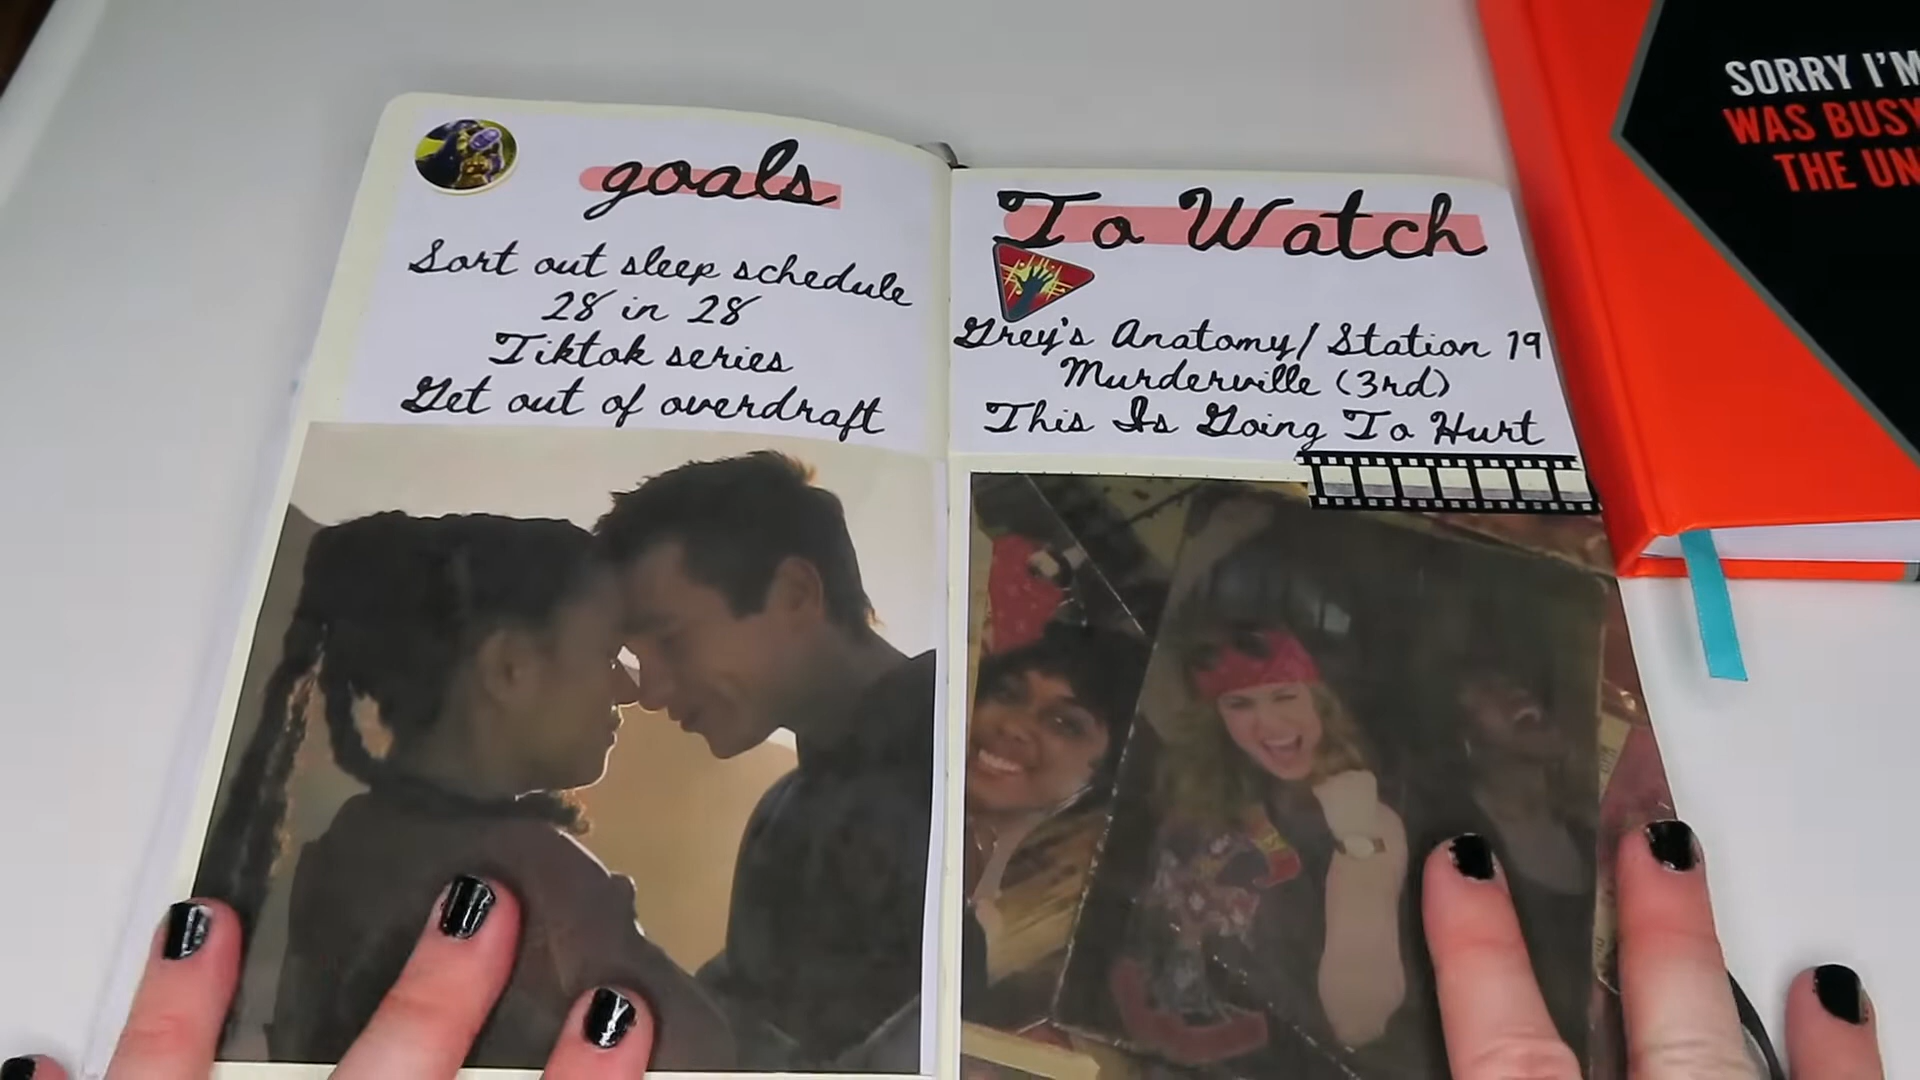 goals
Sort out sleep schedule
28 in 28
Tiktok series
Get out of overdraft
To Watch
Grey's Anatomy/ Station 19
Murderville (3rd)
This Is Going To Hurt
SORRY I'M
WAS BUSY
THE UN